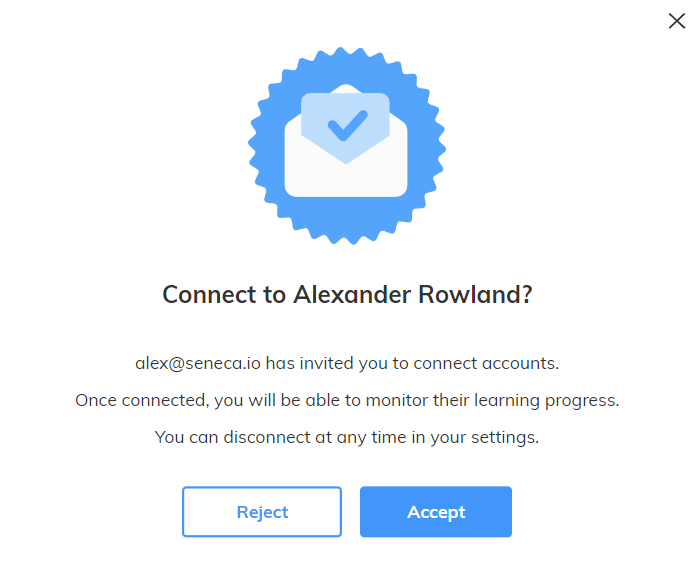 Connect to Alexander Rowland?
alex@seneca.io has invited you to connect accounts.
Once connected, you will be able to monitor their learning progress.
You can disconnect at any time in your settings.
Reject Accept